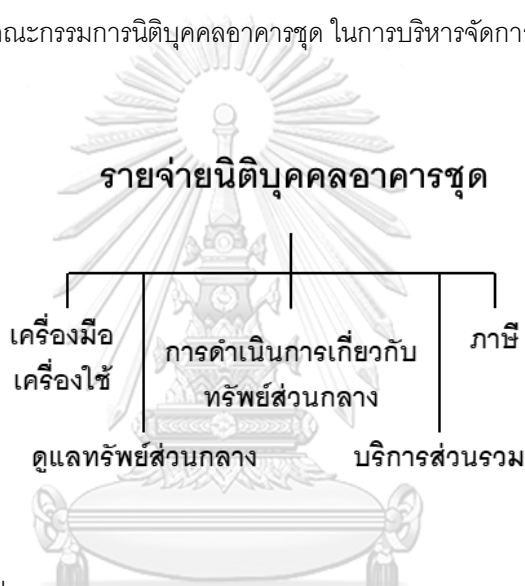 ณะกรรมการนิติบุคคลอาคารชุด ในการบริหารจัดการ
รายจ่ายนิติบุคคลอาคารชุด
เครื่องมือ
เครื่องใช้
การดำเนินการเกี่ยวกับ
ทรัพย์ส่วนกลาง
ภาษี
ดูแลทรัพย์ส่วนกลาง
บริการส่วนรวม